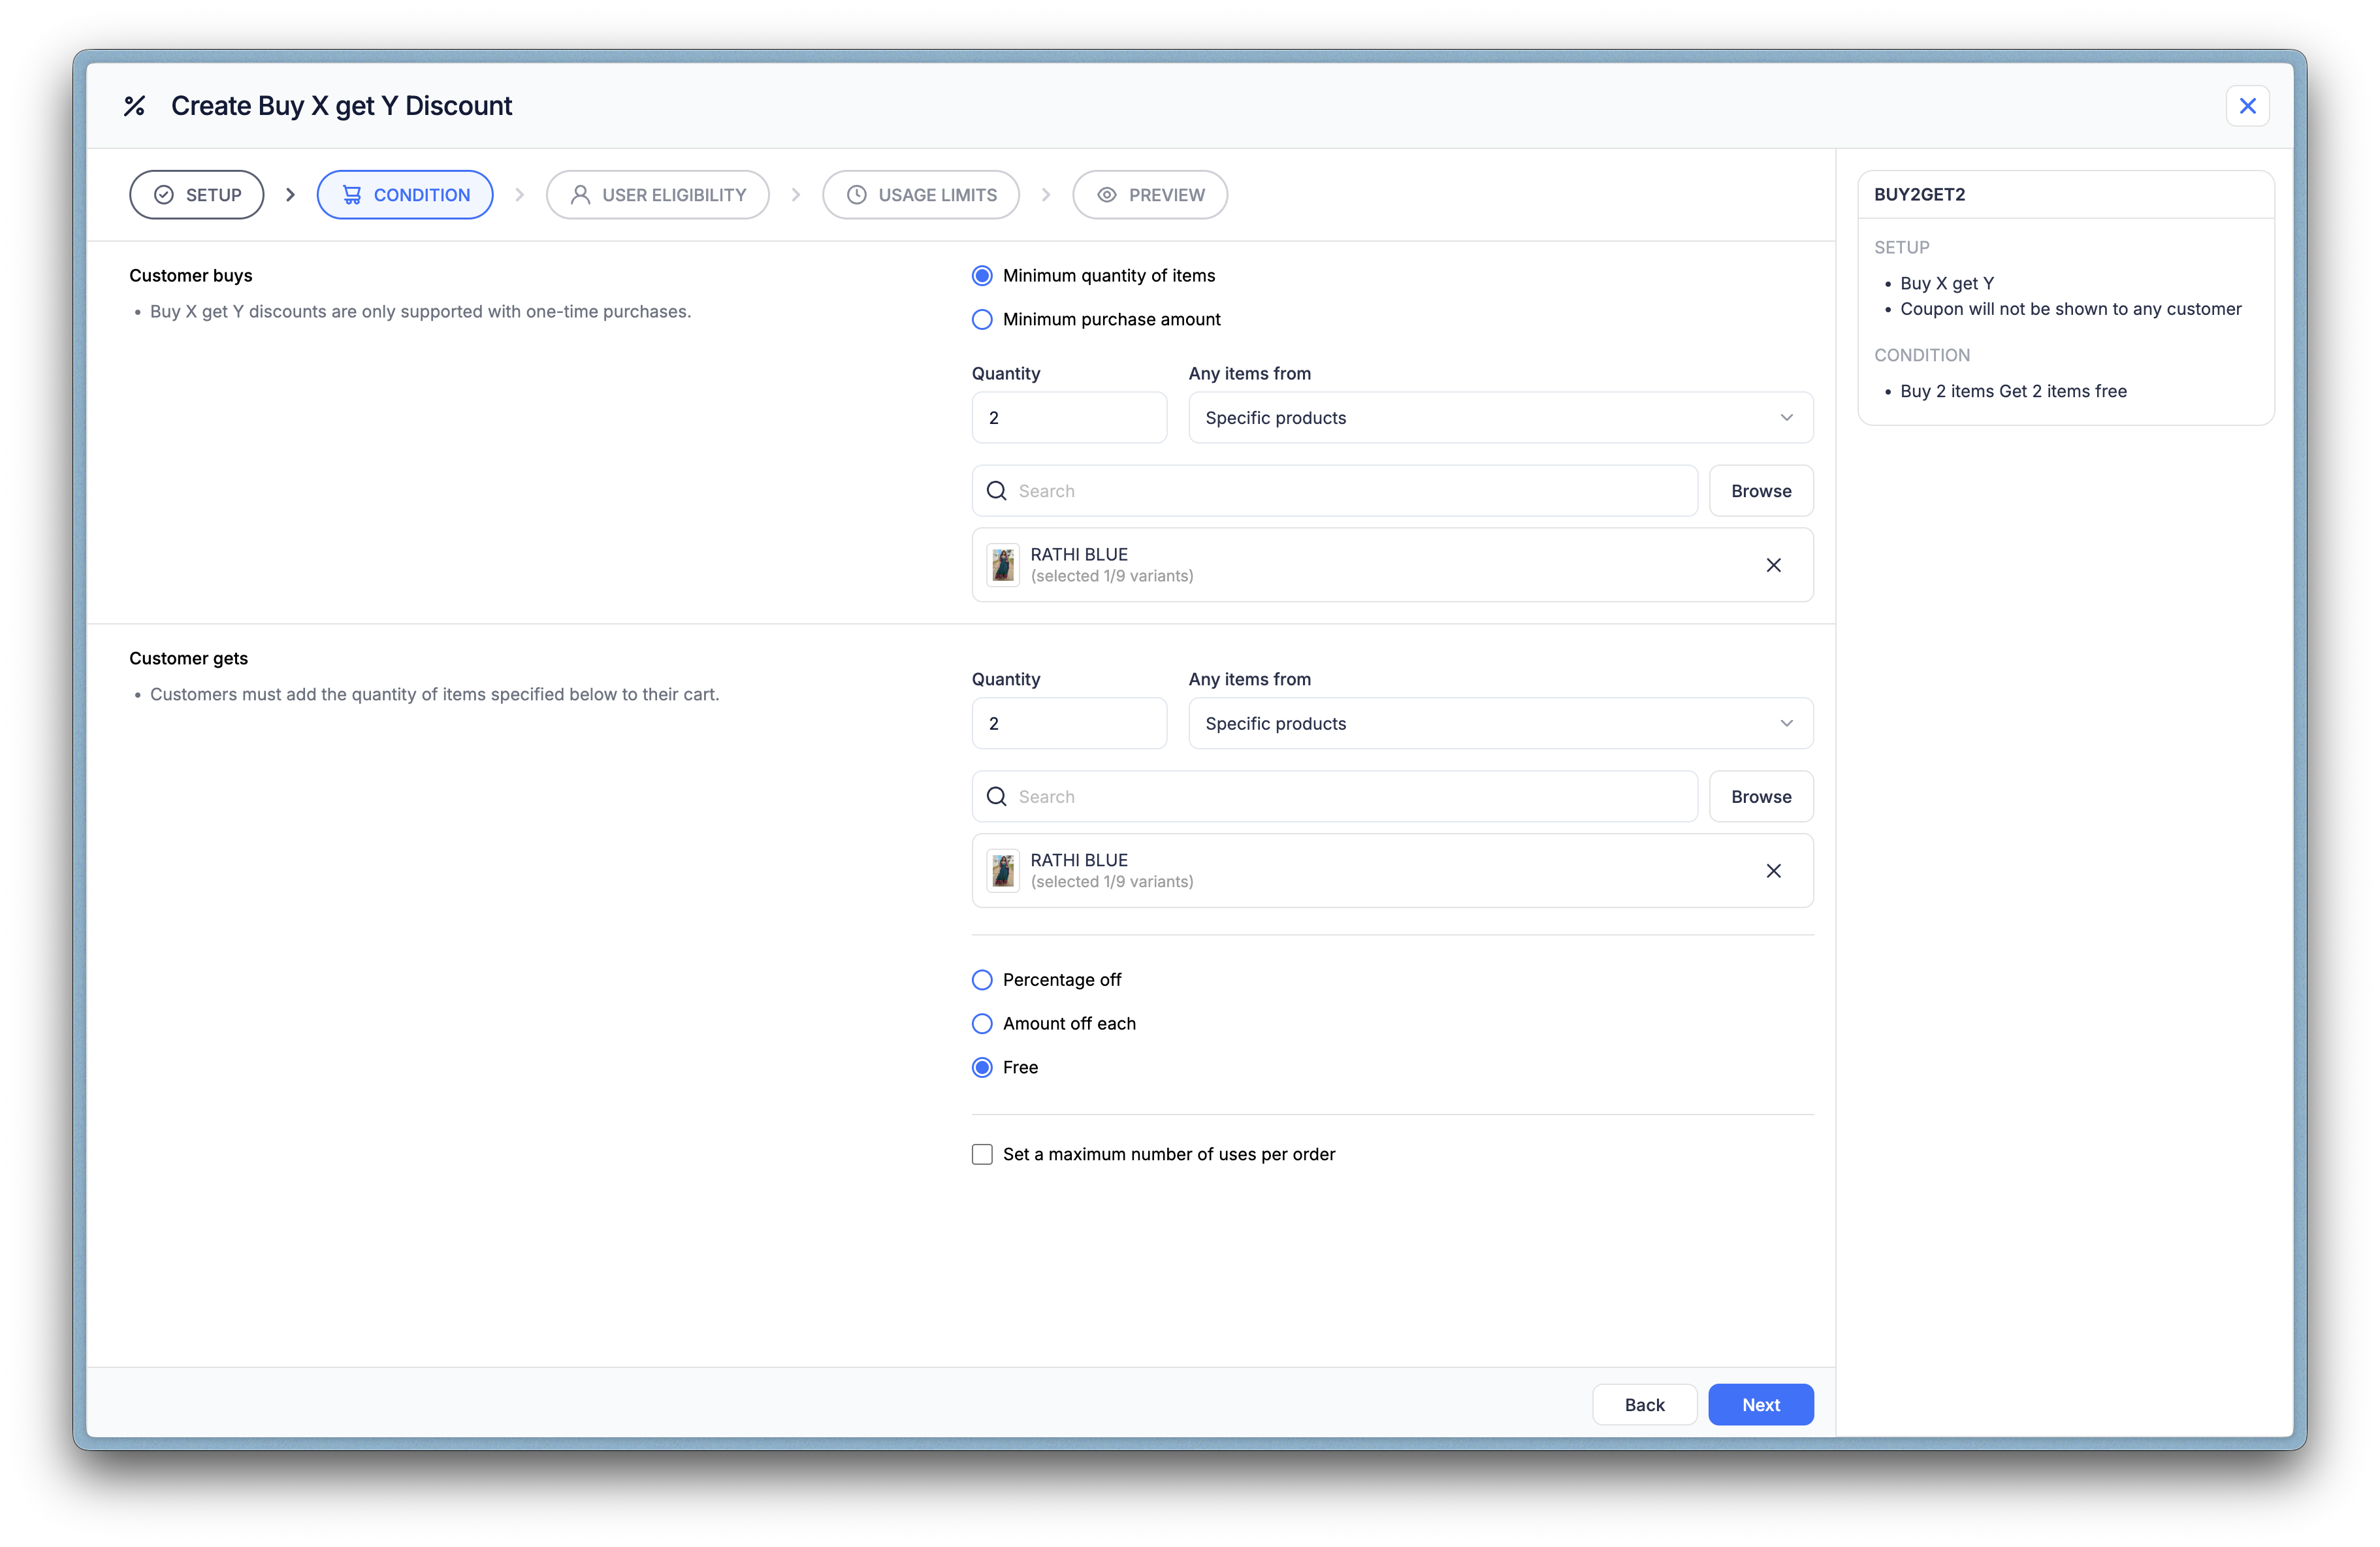 Create Buy X get Y Discount
SETUP
CONDITION
USER ELIGIBILITY
USAGE LIMITS
PREVIEW
Customer buys
Buy X get Y discounts are only supported with one-time purchases.
Minimum quantity of items
Minimum purchase amount
Quantity
Any items from
2
Specific products
Search
Browse
RATHI BLUE
(selected 1/9 variants)
Customer gets
Customers must add the quantity of items specified below to their cart.
Quantity
Any items from
2
Specific products
Search
Browse
RATHI BLUE
(selected 1/9 variants)
Percentage off
Amount off each
Free
Set a maximum number of uses per order
Back
Next
BUY2GET2
SETUP
Buy X get Y
Coupon will not be shown to any customer
CONDITION
Buy 2 items Get 2 items free